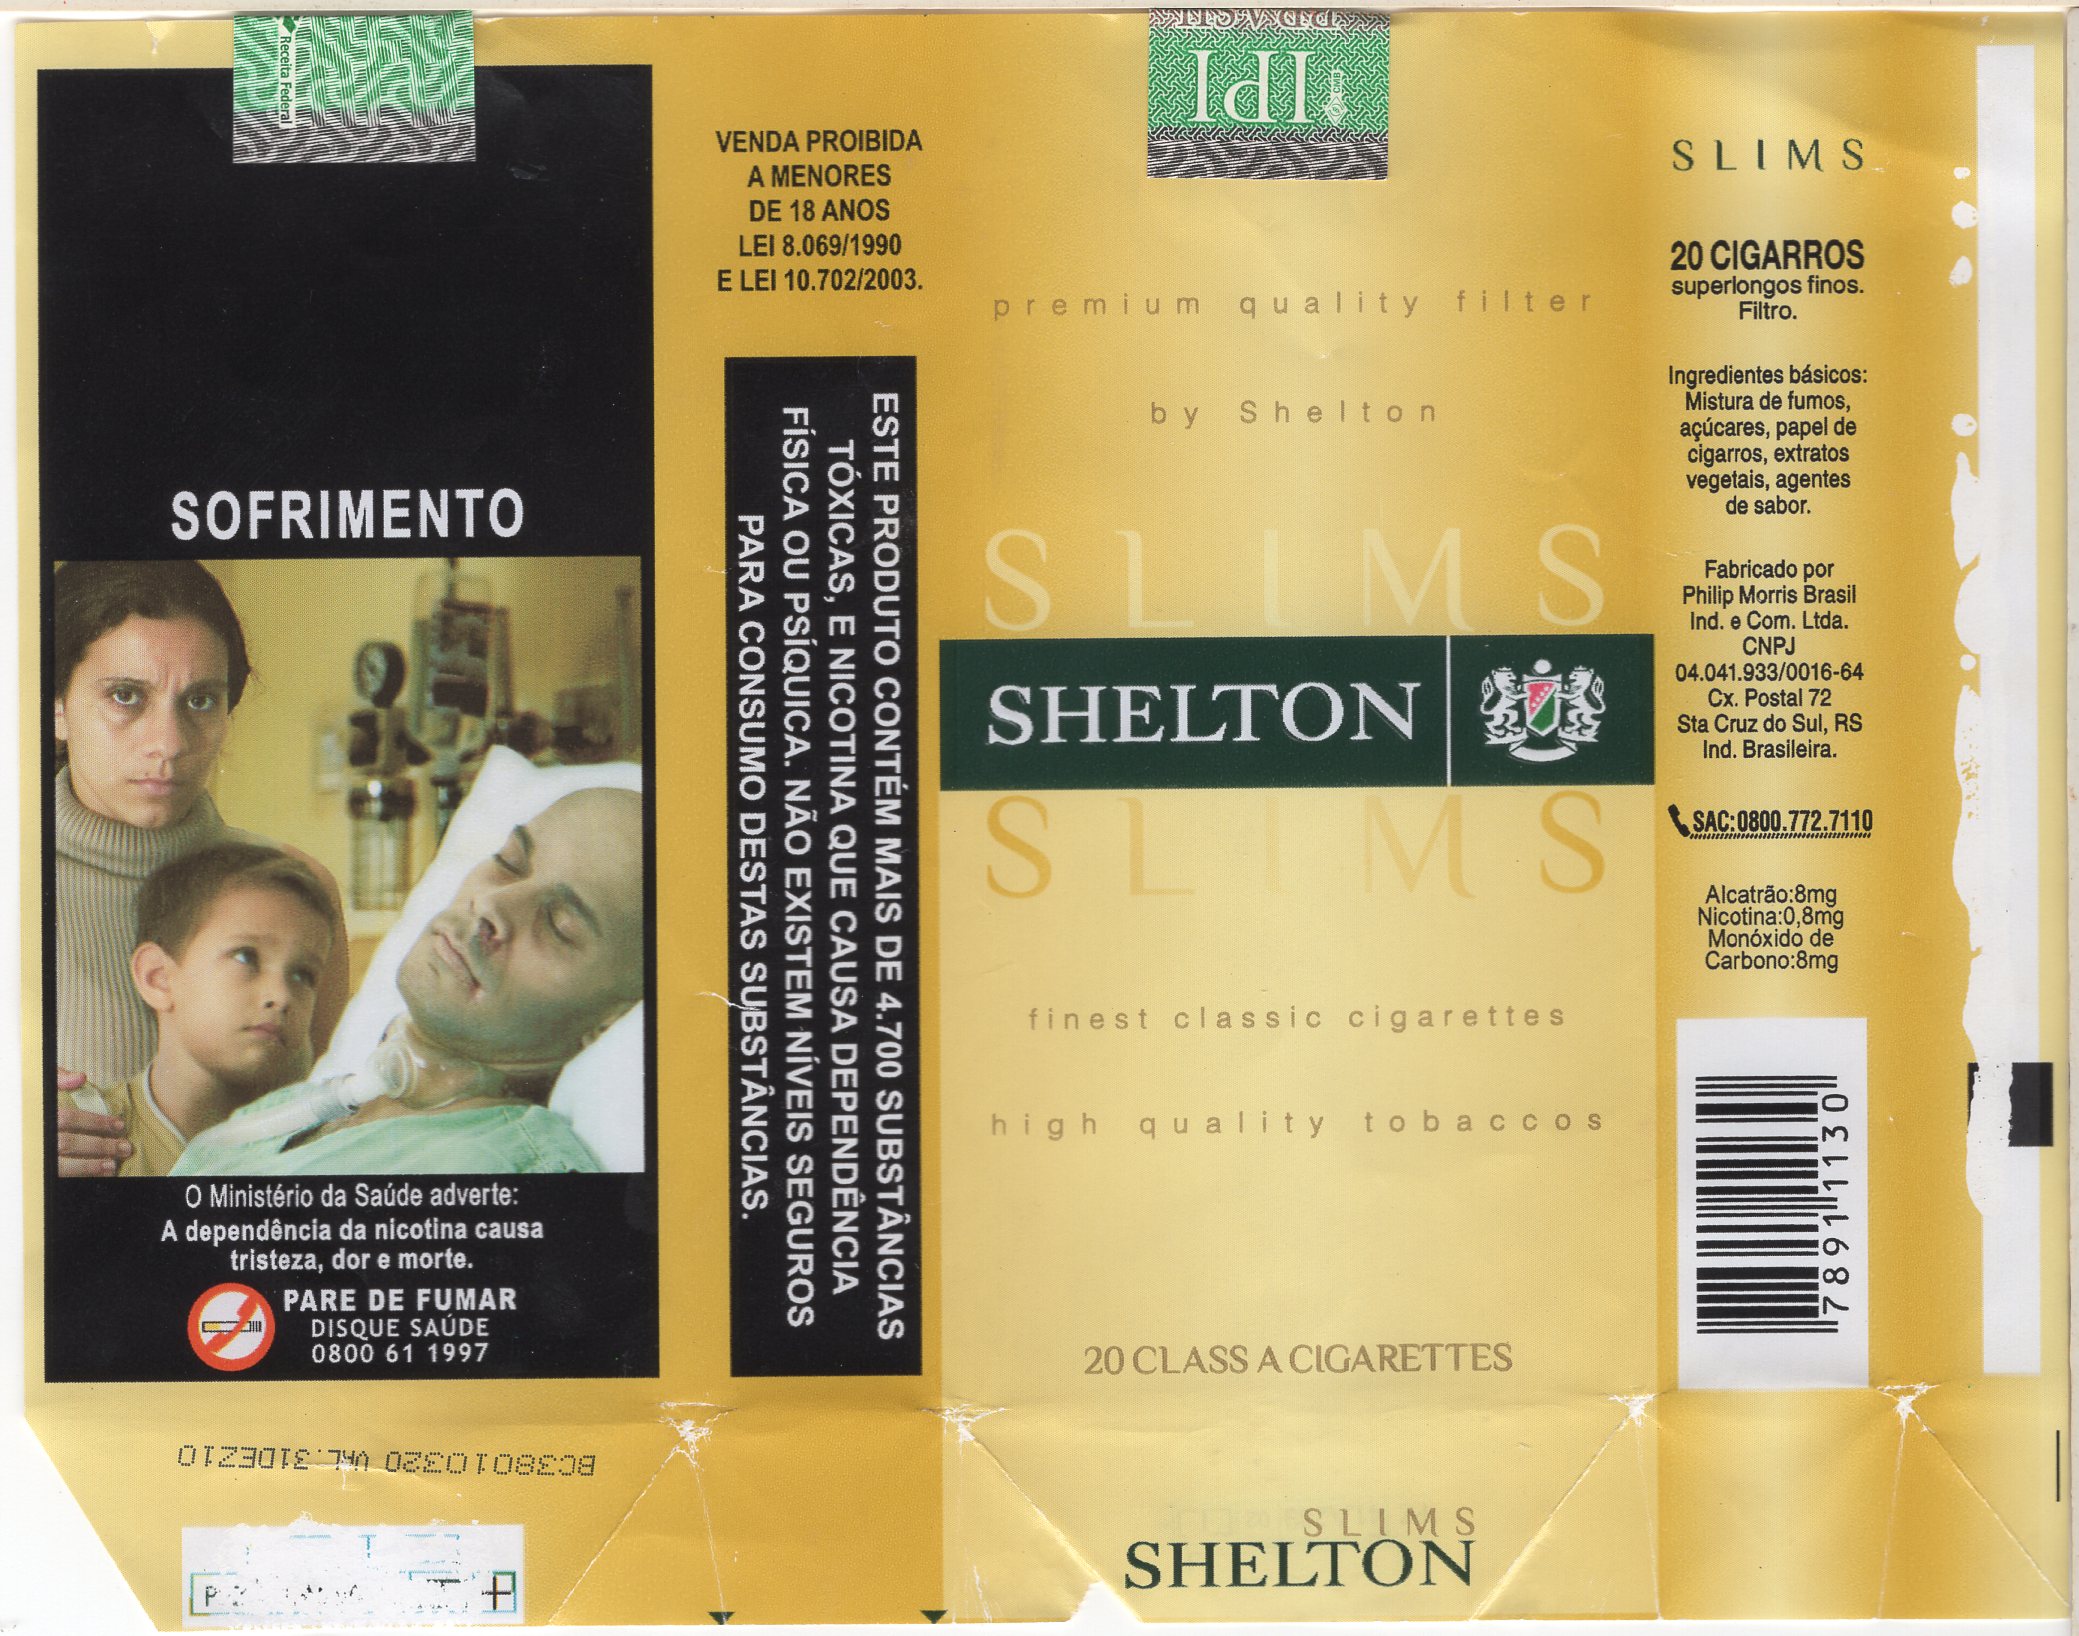 Receita Federal
SOFRIMENTO
O Ministério da Saúde adverte:
A dependência da nicotina causa
tristeza, dor e morte.
PARE DE FUMAR
DISQUE SAÚDE
0800 61 1997
BC38010320 VAL. 31DEZ10
P
VENDA PROIBIDA
A MENORES
DE 18 ANOS
LEI 8.069/1990
E LEI 10.702/2003.
ESTE PRODUTO CONTÉM MAIS DE 4.700 SUBSTÂNCIAS
TÓXICAS, E NICOTINA QUE CAUSA DEPENDÊNCIA
FÍSICA OU PSÍQUICA. NÃO EXISTEM NÍVEIS SEGUROS
PARA CONSUMO DESTAS SUBSTÂNCIAS.
BRASIL
IPI
CMB
premium quality filter
by Shelton
SLIMS
SHELTON
SLIMS
finest classic cigarettes
high quality tobaccos
20 CLASS A CIGARETTES
SLIMS
SHELTON
SLIMS
20 CIGARROS
superlongos finos.
Filtro.
Ingredientes básicos:
Mistura de fumos,
açúcares, papel de
cigarros, extratos
vegetais, agentes
de sabor.
Fabricado por
Philip Morris Brasil
Ind. e Com. Ltda.
CNPJ
04.041.933/0016-64
Cx. Postal 72
Sta Cruz do Sul, RS
Ind. Brasileira.
SAC:0800.772.7110
Alcatrão:8mg
Nicotina:0,8mg
Monóxido de
Carbono:8mg
03111987